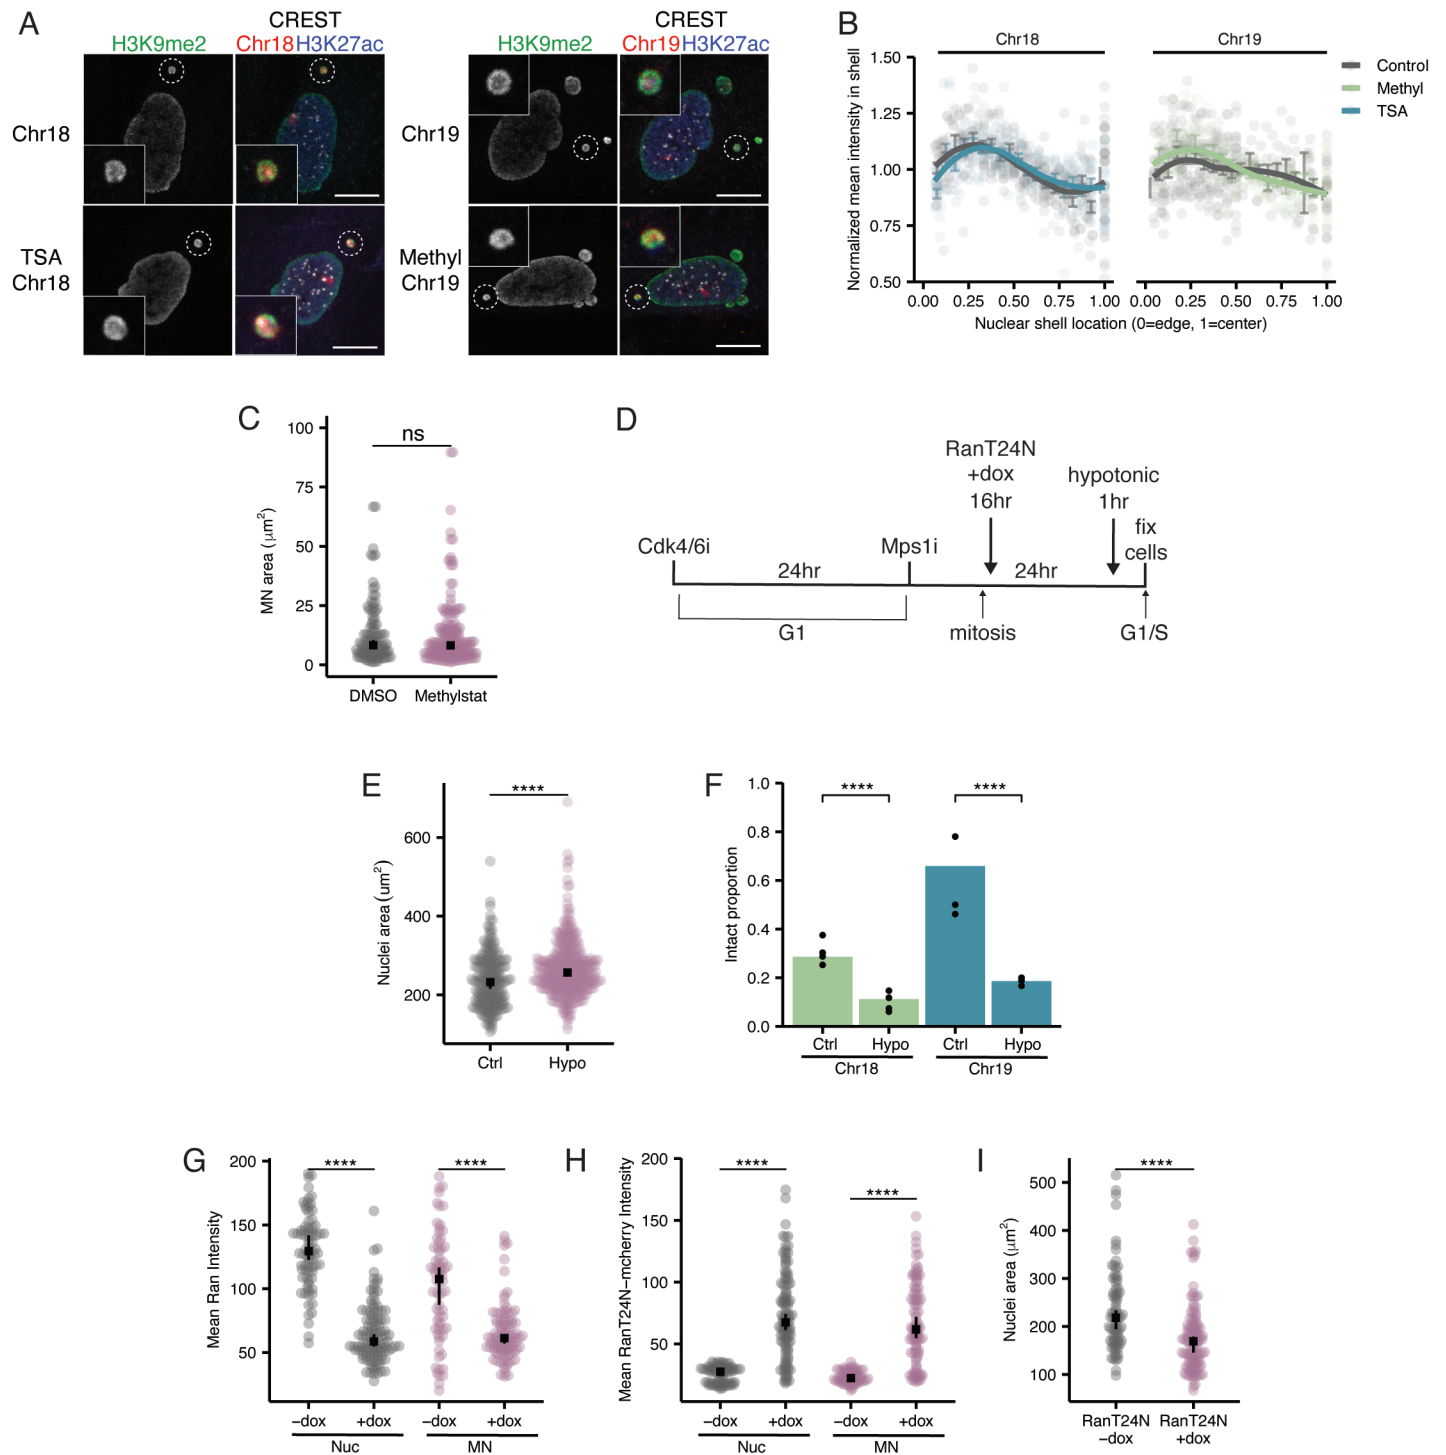 A
CREST
H3K9me2
Chr18H3K27ac
Chr18
TSA
Chr18
CREST
H3K9me2
Chr19H3K27ac
Chr19
Methyl
Chr19
B
Chr18
Chr19
Control
Methyl
TSA
Normalized mean intensity in shell
1.50
1.25
1.00
0.75
0.50
0.00 0.25 0.50 0.75 1.00
0.00 0.25 0.50 0.75 1.00
Nuclear shell location (0=edge, 1=center)
C
ns
MN area (μm²)
100
75
50
25
0
DMSO Methylstat
D
RanT24N
+dox
16hr
hypotonic
1hr
fix
cells
Cdk4/6i
Mps1i
24hr
24hr
G1
mitosis
G1/S
E
****
Nuclei area (um²)
600
400
200
Ctrl Hypo
F
**** ****
Intact proportion
1.0
0.8
0.6
0.4
0.2
0.0
Ctrl Hypo Ctrl Hypo
Chr18 Chr19
G
**** ****
Mean Ran Intensity
200
150
100
50
−dox +dox −dox +dox
Nuc MN
H
****
****
Mean RanT24N−mcherry Intensity
200
150
100
50
−dox +dox −dox +dox
Nuc MN
I
****
Nuclei area (μm²)
500
400
300
200
100
RanT24N RanT24N
−dox +dox